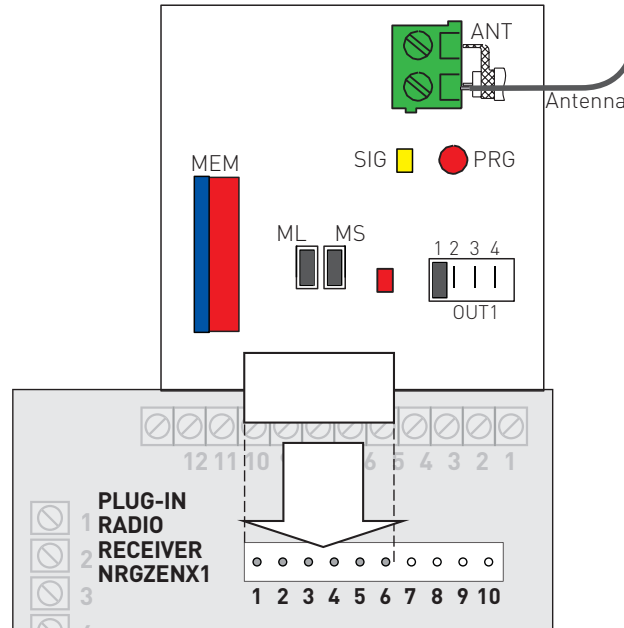 ANT
Antenna
SIG
PRG
MEM
ML MS
1 2 3 4
OUT1
12 11 10 6 5 4 3 2 1
PLUG-IN
1 RADIO
2 RECEIVER
NRGZENX1
3
1 2 3 4 5 6 7 8 9 10